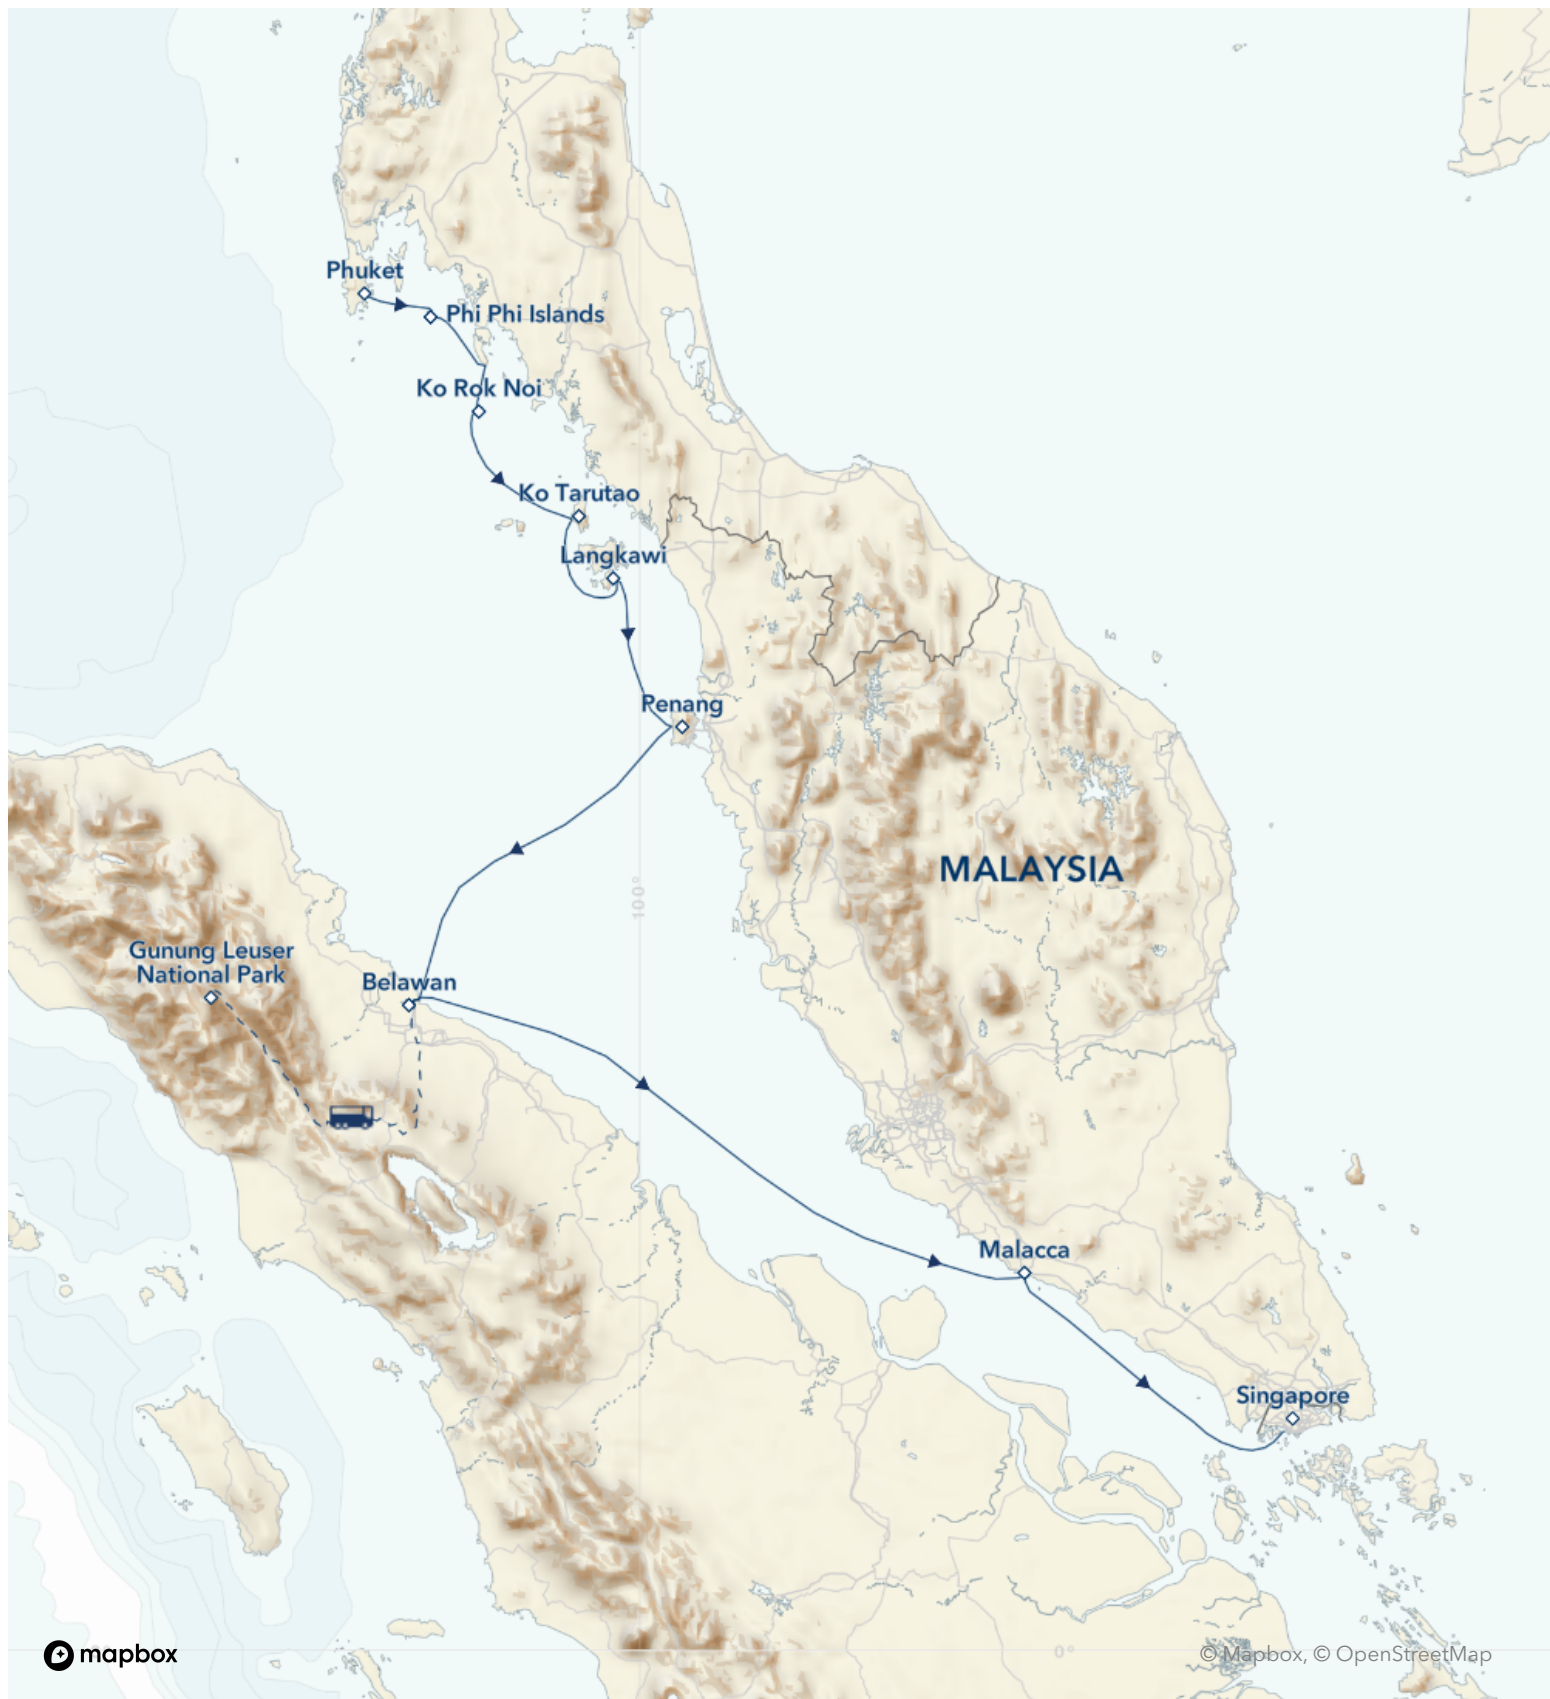 Phuket
Phi Phi Islands
Ko Rok Noi
Ko Tarutao
Langkawi
Penang
MALAYSIA
100°
Gunung Leuser
National Park
Belawan
Malacca
Singapore
mapbox
0°
© Mapbox, © OpenStreetMap